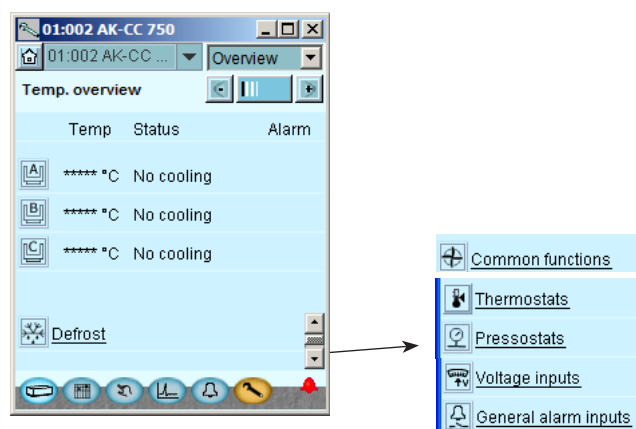 01:002 AK-CC 750
01:002 AK-CC ... Overview
Temp. overview
Temp Status Alarm
A ***** °C No cooling
B ***** °C No cooling
C ***** °C No cooling
Defrost
Common functions
Thermostats
Pressostats
Voltage inputs
General alarm inputs